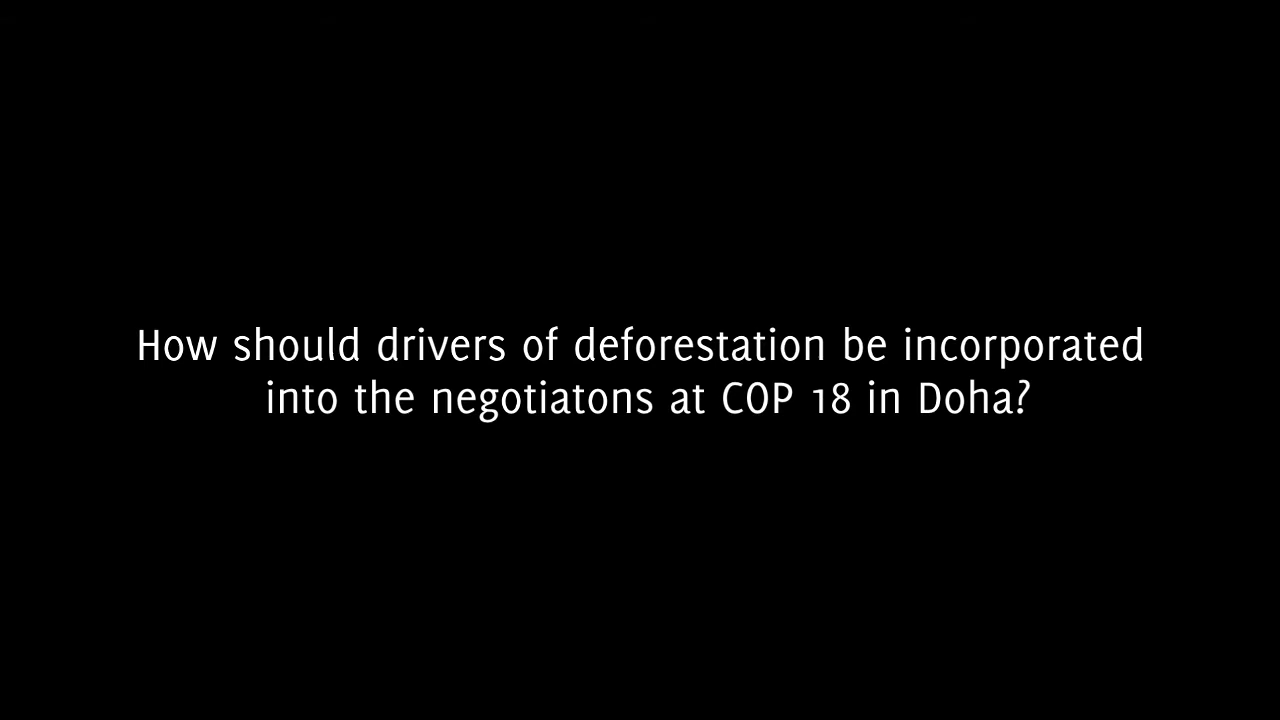 How should drivers of deforestation be incorporated
into the negotiatons at COP 18 in Doha?